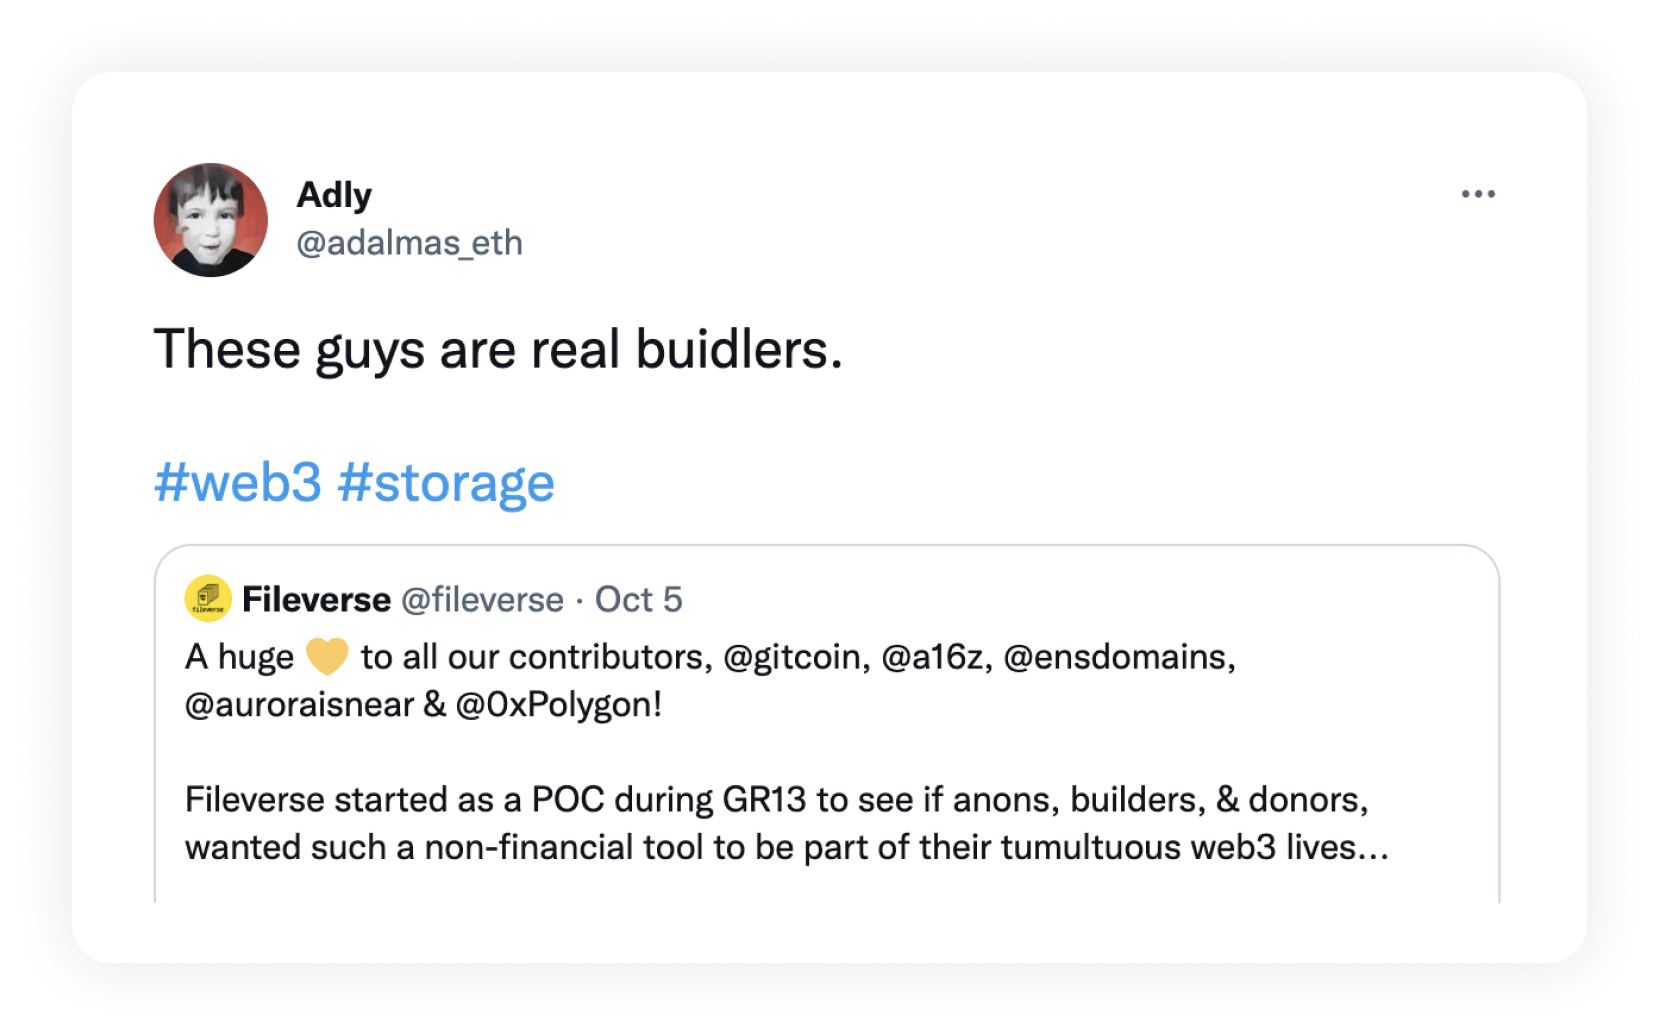 Adly
@adalmas_eth
These guys are real buidlers.
#web3 #storage
fileverse
Fileverse @fileverse · Oct 5
A huge 💛 to all our contributors, @gitcoin, @a16z, @ensdomains,
@auroraisnear & @0xPolygon!
Fileverse started as a POC during GR13 to see if anons, builders, & donors,
wanted such a non-financial tool to be part of their tumultuous web3 lives...